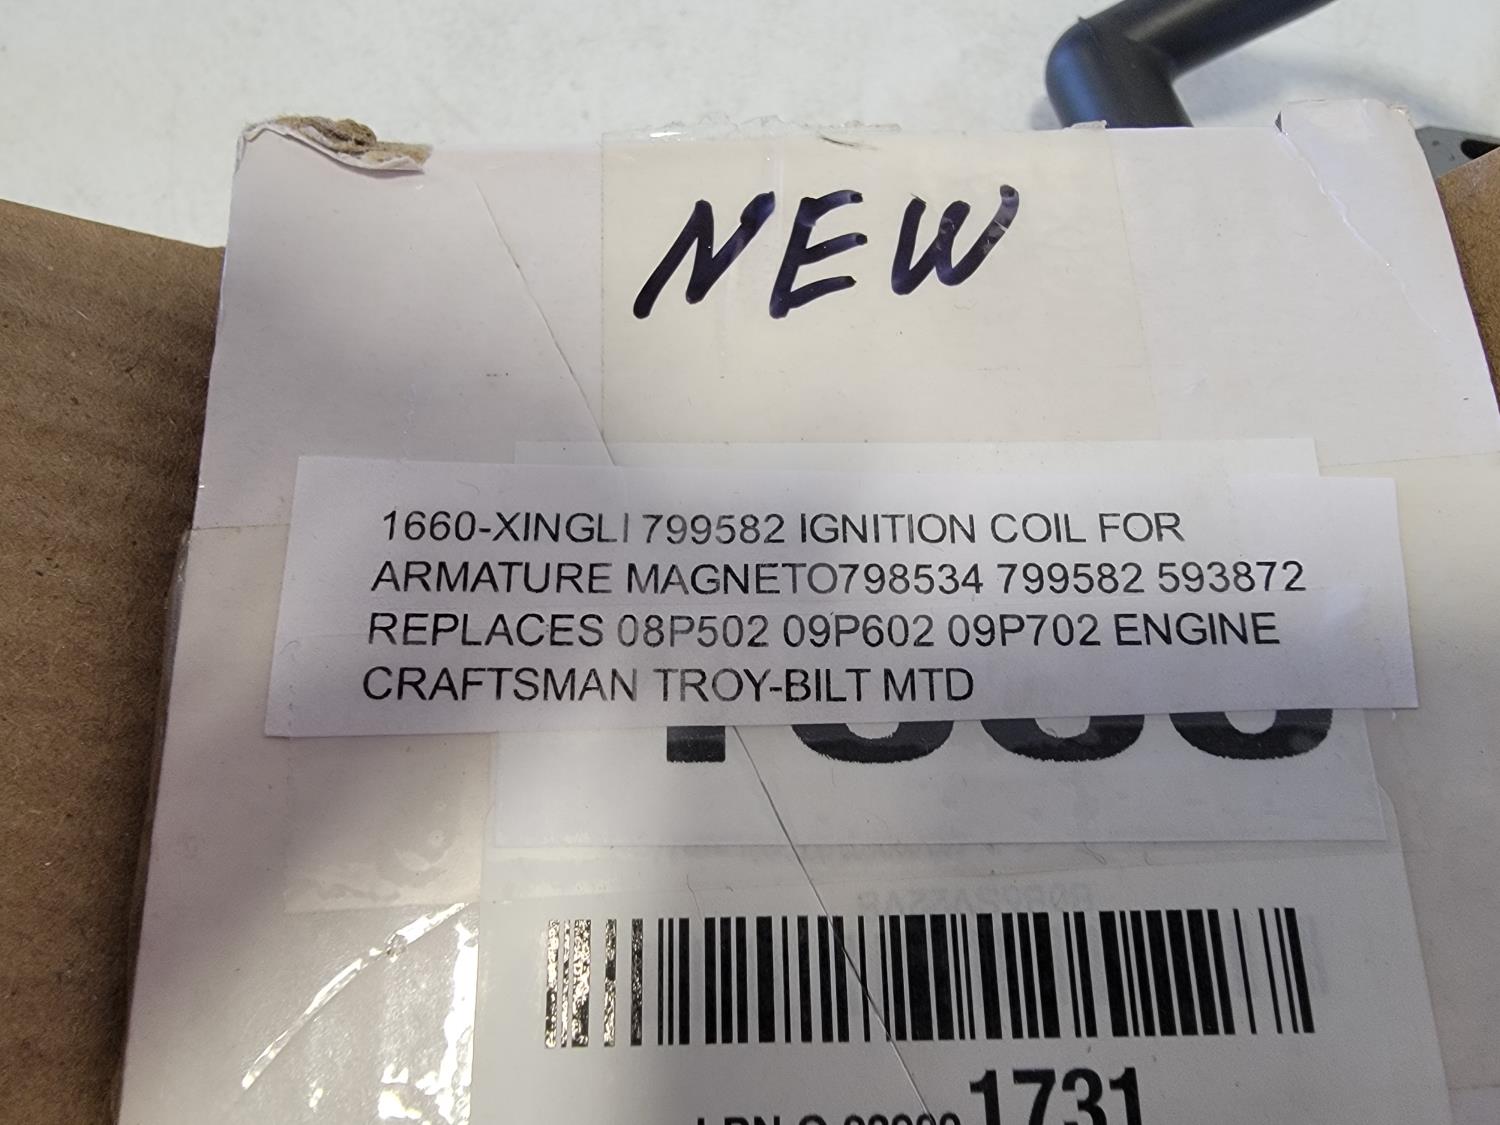 NEW
1660-XINGLI 799582 IGNITION COIL FOR
ARMATURE MAGNETO798534 799582 593872
REPLACES 08P502 09P602 09P702 ENGINE
CRAFTSMAN TROY-BILT MTD
1731